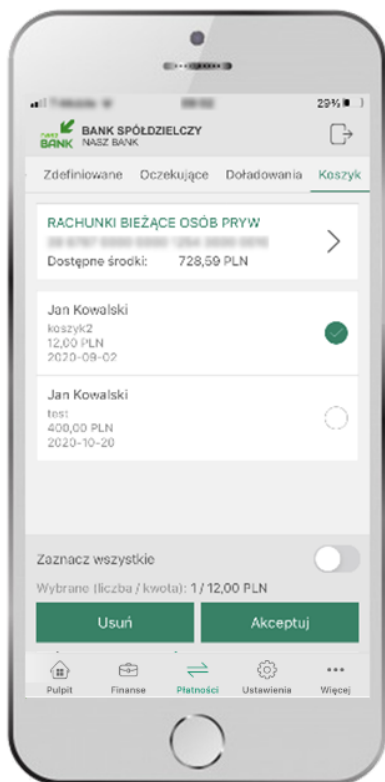 29%
nasz BANK BANK SPÓŁDZIELCZY
NASZ BANK
Zdefiniowane Oczekujące Doładowania Koszyk
RACHUNKI BIEŻĄCE OSÓB PRYW
Dostępne środki: 728,59 PLN
Jan Kowalski
koszyk2
12,00 PLN
2020-09-02
Jan Kowalski
test
400,00 PLN
2020-10-20
Zaznacz wszystkie
Wybrane (liczba / kwota): 1 / 12,00 PLN
Usuń Akceptuj
Pulpit Finanse Płatności Ustawienia Więcej